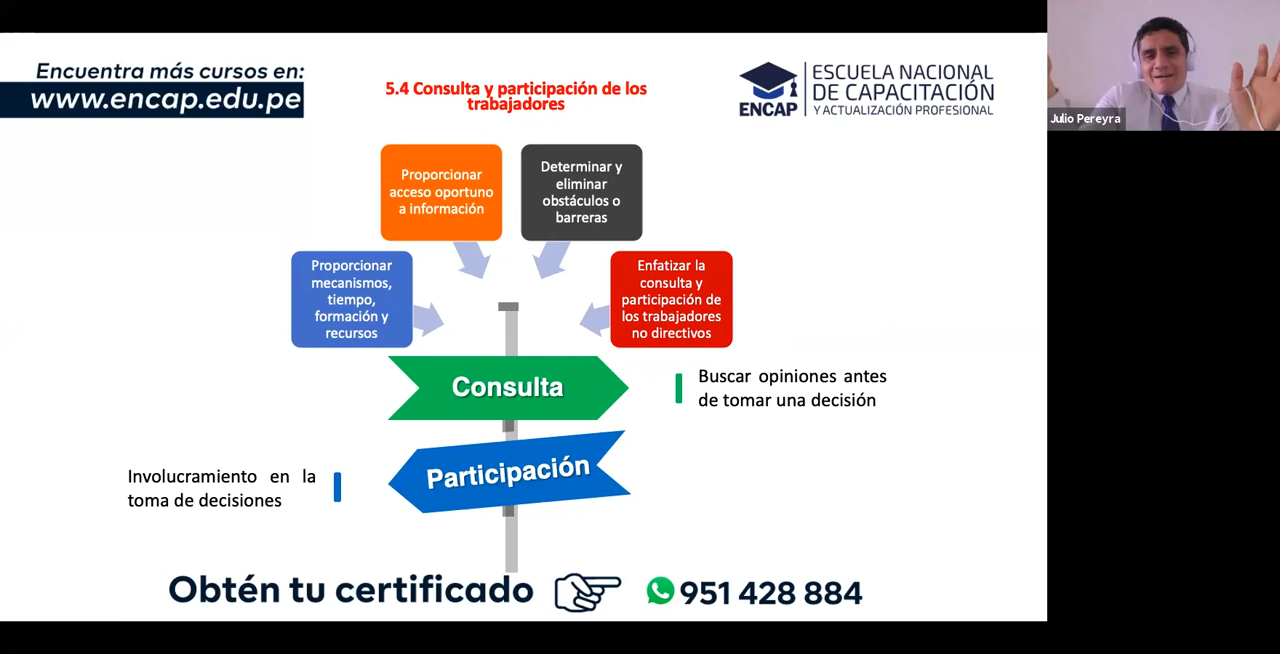 Encuentra más cursos en:
www.encap.edu.pe
5.4 Consulta y participación de los
trabajadores
ENCAP
ESCUELA NACIONAL
DE CAPACITACIÓN
Y ACTUALIZACIÓN PROFESIONAL
Julio Pereyra
Proporcionar
acceso oportuno
a información
Determinar y
eliminar
obstáculos o
barreras
Proporcionar
mecanismos,
tiempo,
formación y
recursos
Enfatizar la
consulta y
participación de
los trabajadores
no directivos
Consulta
Buscar opiniones antes
de tomar una decisión
Participación
Involucramiento en la
toma de decisiones
Obtén tu certificado
951 428 884